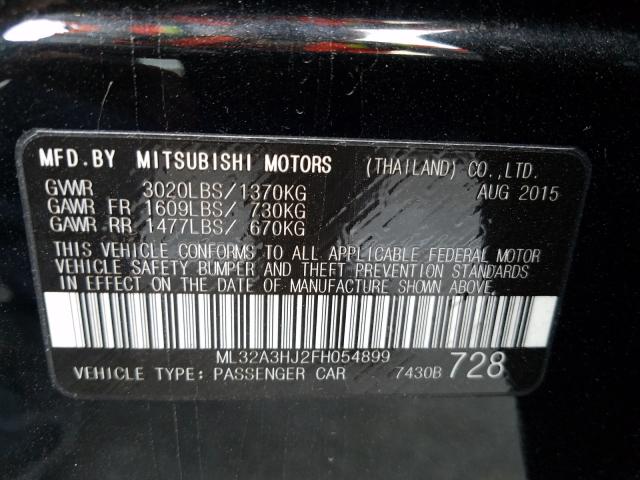 MFD.BY MITSUBISHI MOTORS (THAILAND) CO.,LTD.
GVWR 3020LBS/1370KG AUG 2015
GAWR FR 1609LBS/ 730KG
GAWR RR 1477LBS/ 670KG
THIS VEHICLE CONFORMS TO ALL APPLICABLE FEDERAL MOTOR
VEHICLE SAFETY BUMPER AND THEFT PREVENTION STANDARDS
IN EFFECT ON THE DATE OF MANUFACTURE SHOWN ABOVE.
ML32A3HJ2FH054899
VEHICLE TYPE: PASSENGER CAR 7430B 728